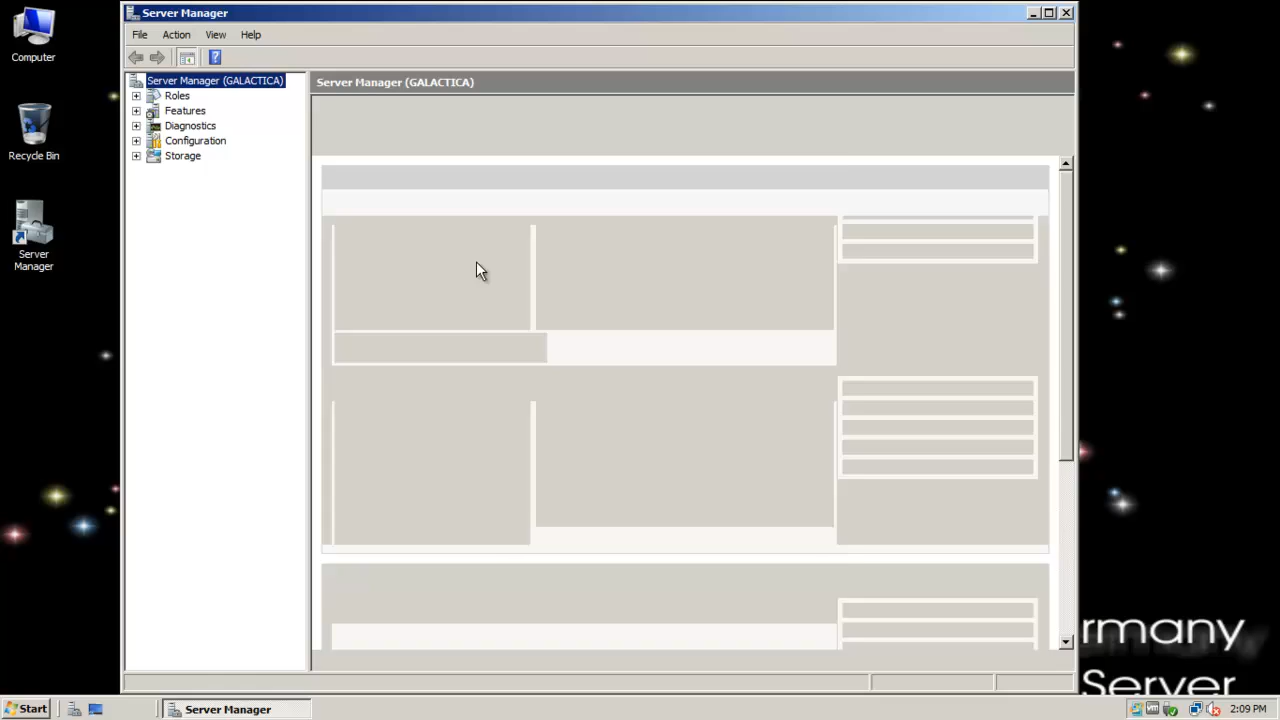 Server Manager
File Action View Help
Server Manager (GALACTICA)
Roles
Features
Diagnostics
Configuration
Storage
Server Manager (GALACTICA)
Computer
Recycle Bin
Server
Manager
rmany
Server
Start
Server Manager
2:09 PM